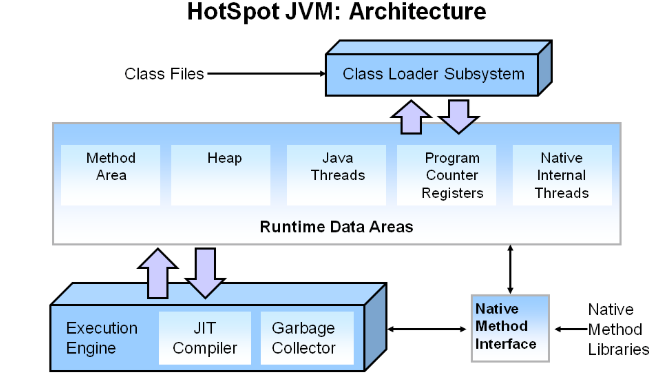 HotSpot JVM: Architecture
Class Files
Class Loader Subsystem
Method
Area
Heap
Java
Threads
Program
Counter
Registers
Native
Internal
Threads
Runtime Data Areas
Execution
Engine
JIT
Compiler
Garbage
Collector
Native
Method
Interface
Native
Method
Libraries